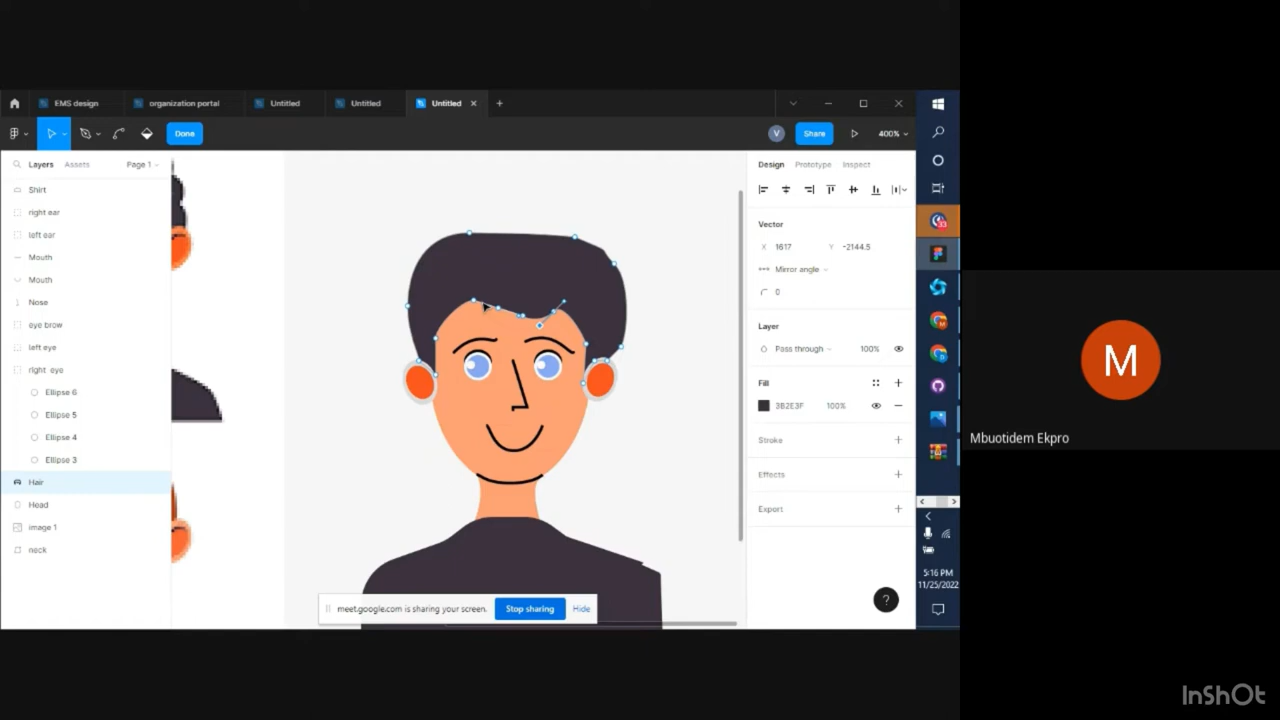 EMS design organization portal Untitled Untitled Untitled
Done V Share 400%
Layers Assets Page 1
Shirt
right ear
left ear
Mouth
Mouth
Nose
eye brow
left eye
right eye
Ellipse 6
Ellipse 5
Ellipse 4
Ellipse 3
Hair
Head
image 1
neck
Design Prototype Inspect
Vector
X 1617 Y -2144.5
Mirror angle
0
Layer
Pass through 100%
Fill
3B2E3F 100%
Stroke
Effects
Export
?
meet.google.com is sharing your screen. Stop sharing Hide
5:16 PM
11/25/2022
M
Mbuotidem Ekpro
InShOt